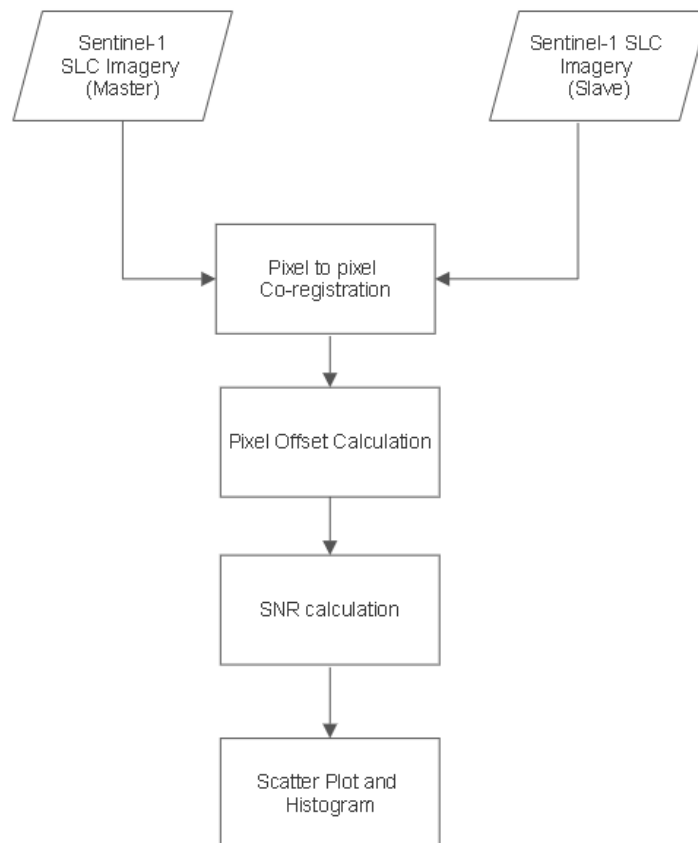 Sentinel-1
SLC Imagery
(Master)
Sentinel-1 SLC
Imagery
(Slave)
Pixel to pixel
Co-registration
Pixel Offset Calculation
SNR calculation
Scatter Plot and
Histogram